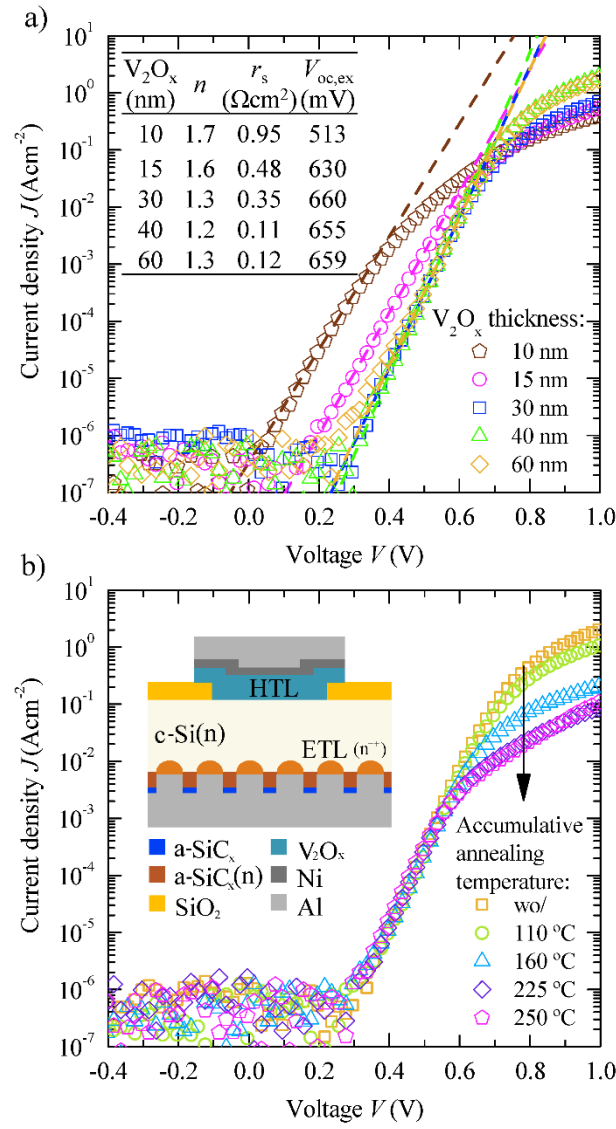 a)
10¹
10⁰
10⁻¹
10⁻²
10⁻³
10⁻⁴
10⁻⁵
10⁻⁶
10⁻⁷
Current density J (Acm⁻²)
V₂Oₓ (nm) n rₛ (Ωcm²) Voc,ex (mV)
10 1.7 0.95 513
15 1.6 0.48 630
30 1.3 0.35 660
40 1.2 0.11 655
60 1.3 0.12 659
V₂Oₓ thickness:
10 nm
15 nm
30 nm
40 nm
60 nm
-0.4 -0.2 0.0 0.2 0.4 0.6 0.8 1.0
Voltage V (V)
b)
10¹
10⁰
10⁻¹
10⁻²
10⁻³
10⁻⁴
10⁻⁵
10⁻⁶
10⁻⁷
Current density J (Acm⁻²)
HTL
c-Si(n)
ETL (n⁺)
a-SiCₓ V₂Oₓ
a-SiCₓ(n) Ni
SiO₂ Al
Accumulative
annealing
temperature:
wo/
110 ºC
160 ºC
225 ºC
250 ºC
-0.4 -0.2 0.0 0.2 0.4 0.6 0.8 1.0
Voltage V (V)